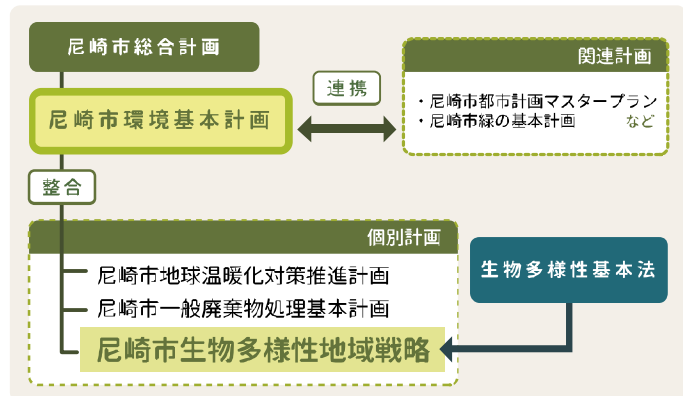 尼崎市総合計画
関連計画
連携
・尼崎市都市計画マスタープラン
尼崎市環境基本計画
・尼崎市緑の基本計画 など
整合
個別計画
生物多様性基本法
尼崎市地球温暖化対策推進計画
尼崎市一般廃棄物処理基本計画
尼崎市生物多様性地域戦略